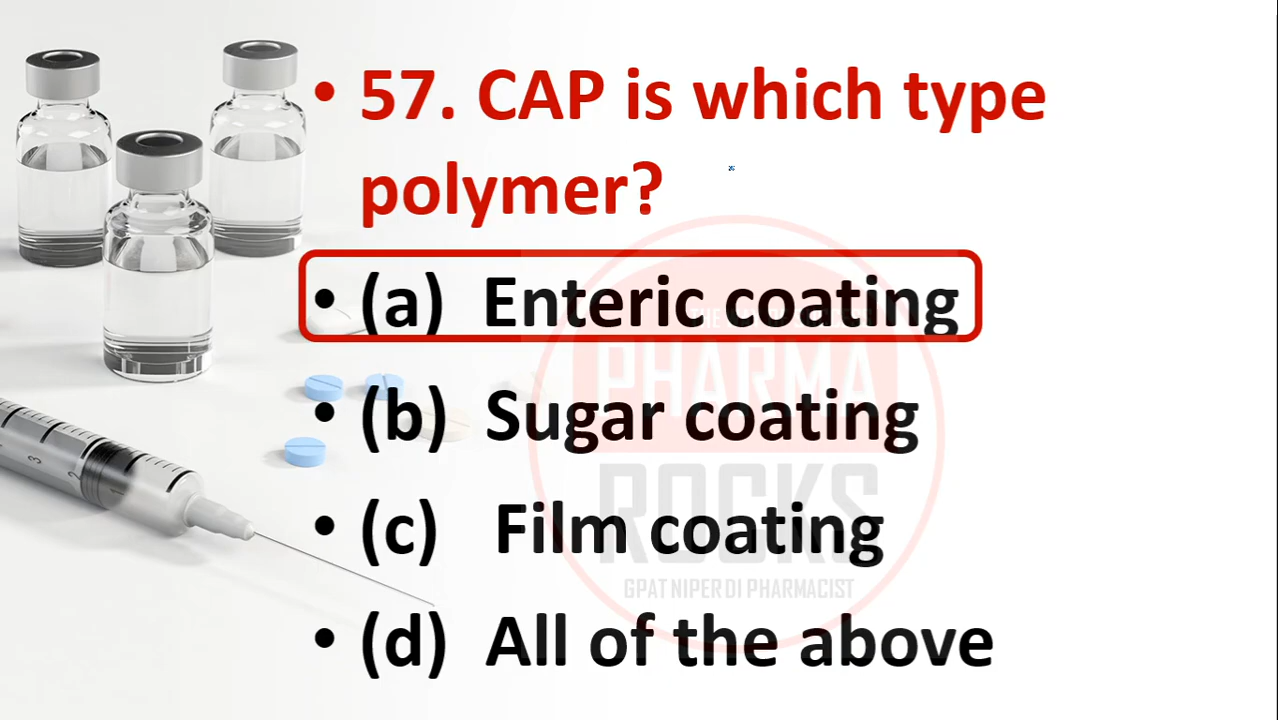 • 57. CAP is which type
polymer?
• (a) Enteric coating
• (b) Sugar coating
• (c) Film coating
• (d) All of the above
PHARMA
ROCKS
GPAT NIPER DI PHARMACIST